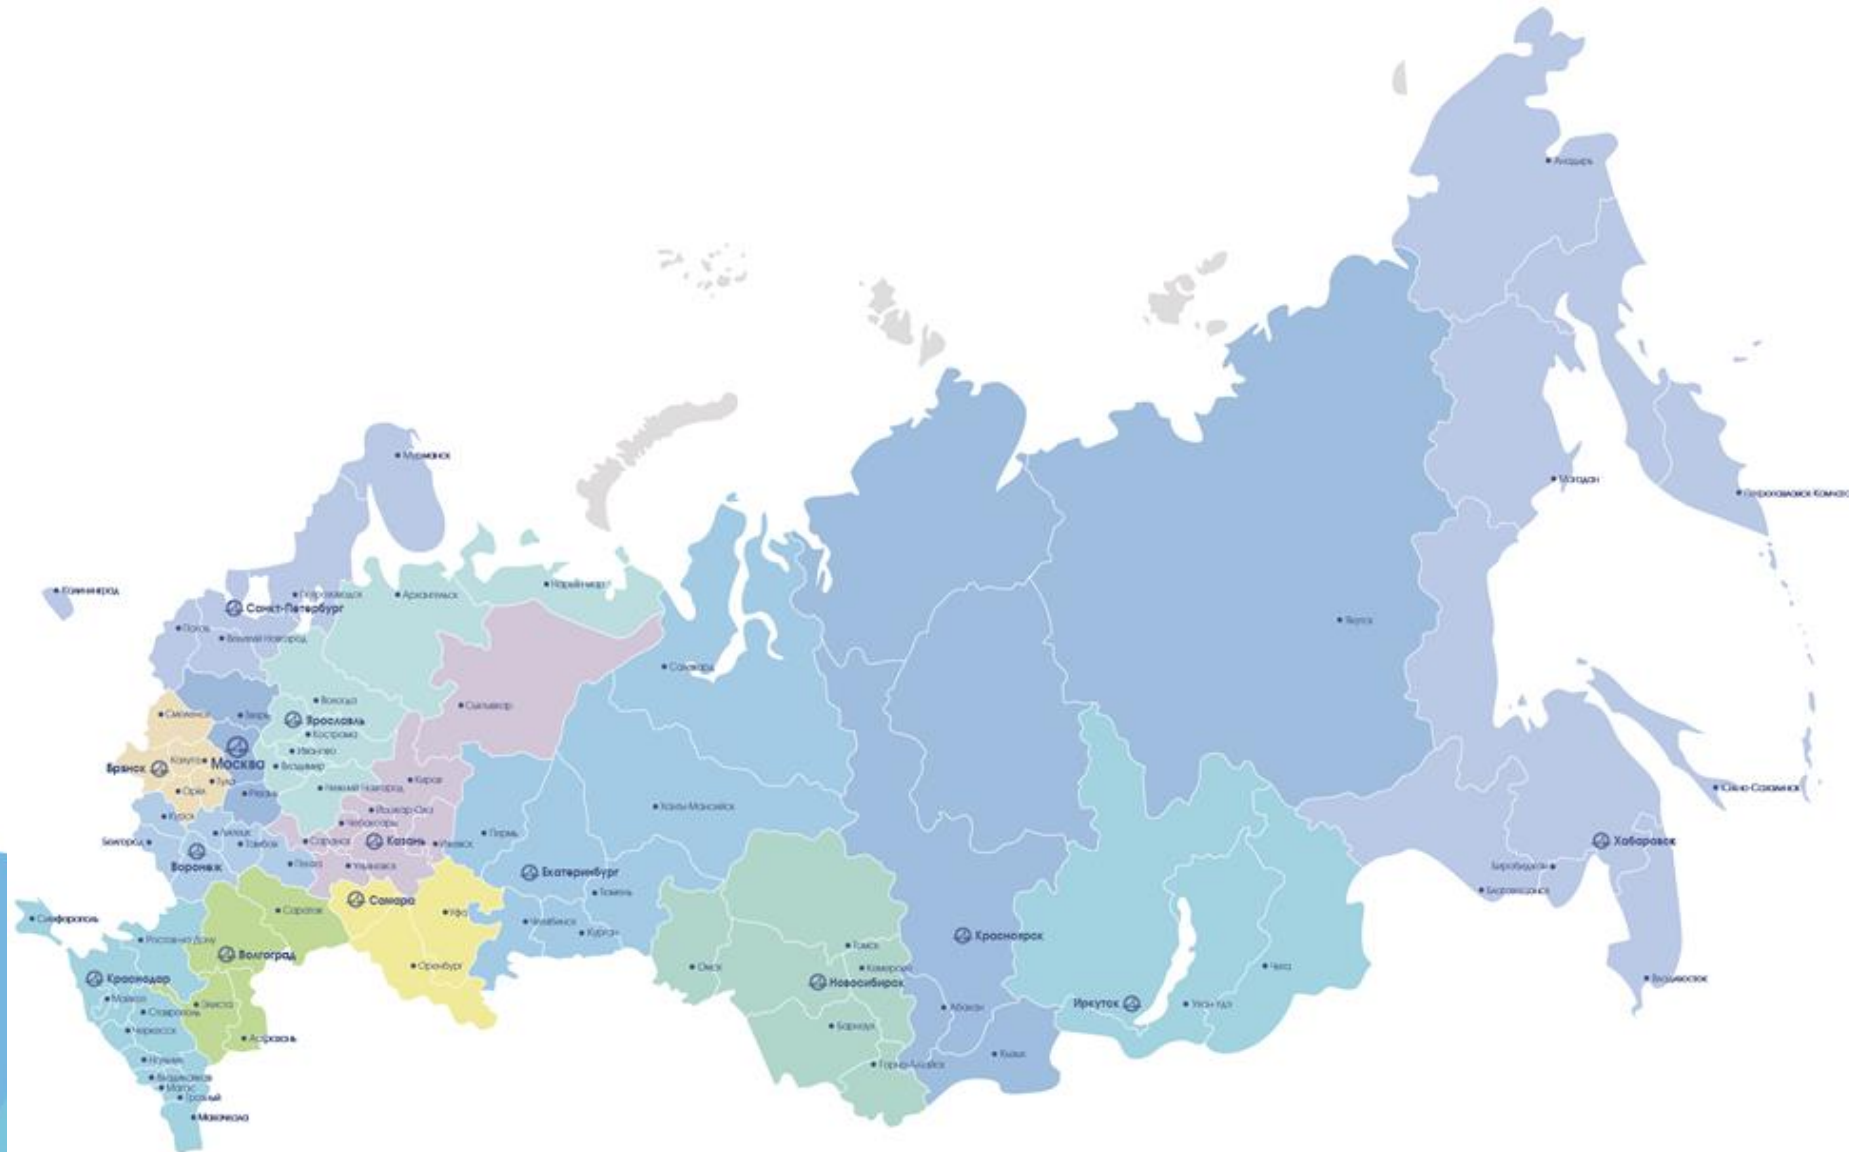 Анадырь
Мурманск
Магадан
Петропавловск-Камчатс
Нарьян-Мар
Калининград
Петрозаводск
Архангельск
Санкт-Петербург
Якутск
Псков
Великий Новгород
Салехард
Вологда
Сыктывкар
Смоленск
Тверь
Ярославль
Кострома
Иваново
Калуга
Москва
Брянск
Владимир
Тула
Киров
Орёл
Рязань
Нижний Новгород
Южно-Сахалинск
Йошкар-Ола
Ханты-Мансийск
Курск
Чебоксары
Липецк
Пермь
Белгород
Тамбов
Саранск
Казань
Ижевск
Хабаровск
Воронеж
Пенза
Ульяновск
Екатеринбург
Биробиджан
Тюмень
Благовещенск
Самара
Симферополь
Саратов
Уфа
Челябинск
Курган
Ростов-на-Дону
Красноярск
Томск
Волгоград
Оренбург
Омск
Кемерово
Чита
Краснодар
Новосибирск
Владивосток
Майкоп
Элиста
Иркутск
Улан-Удэ
Ставрополь
Абакан
Черкесск
Барнаул
Астрахань
Нальчик
Кызыл
Горно-Алтайск
Владикавказ
Магас
Грозный
Махачкала